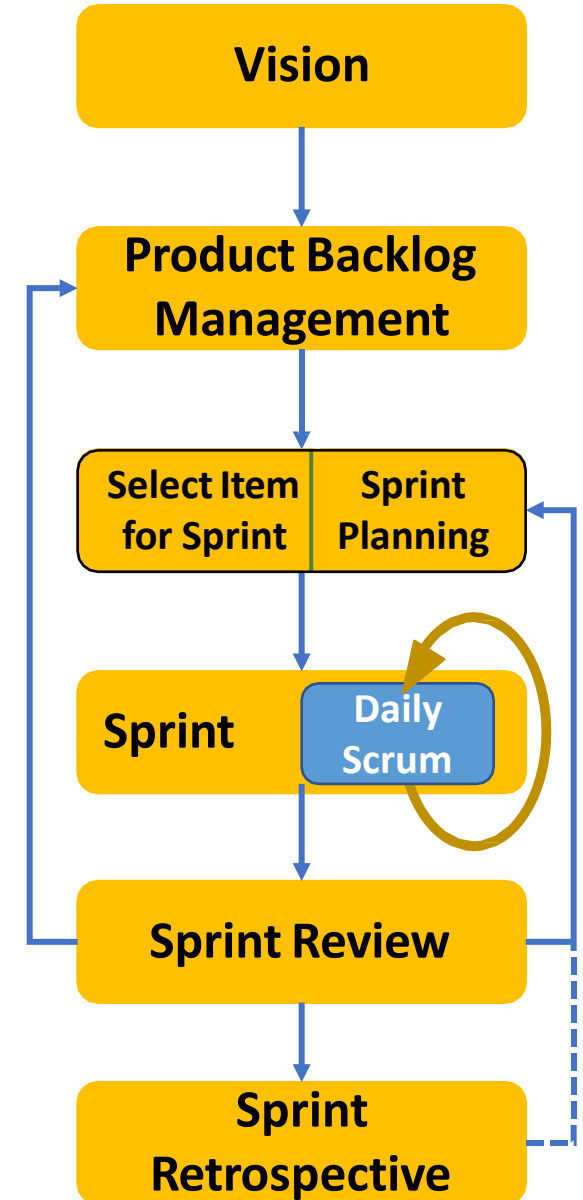 Vision
Product Backlog
Management
Select Item
for Sprint
Sprint
Planning
Sprint
Daily
Scrum
Sprint Review
Sprint
Retrospective